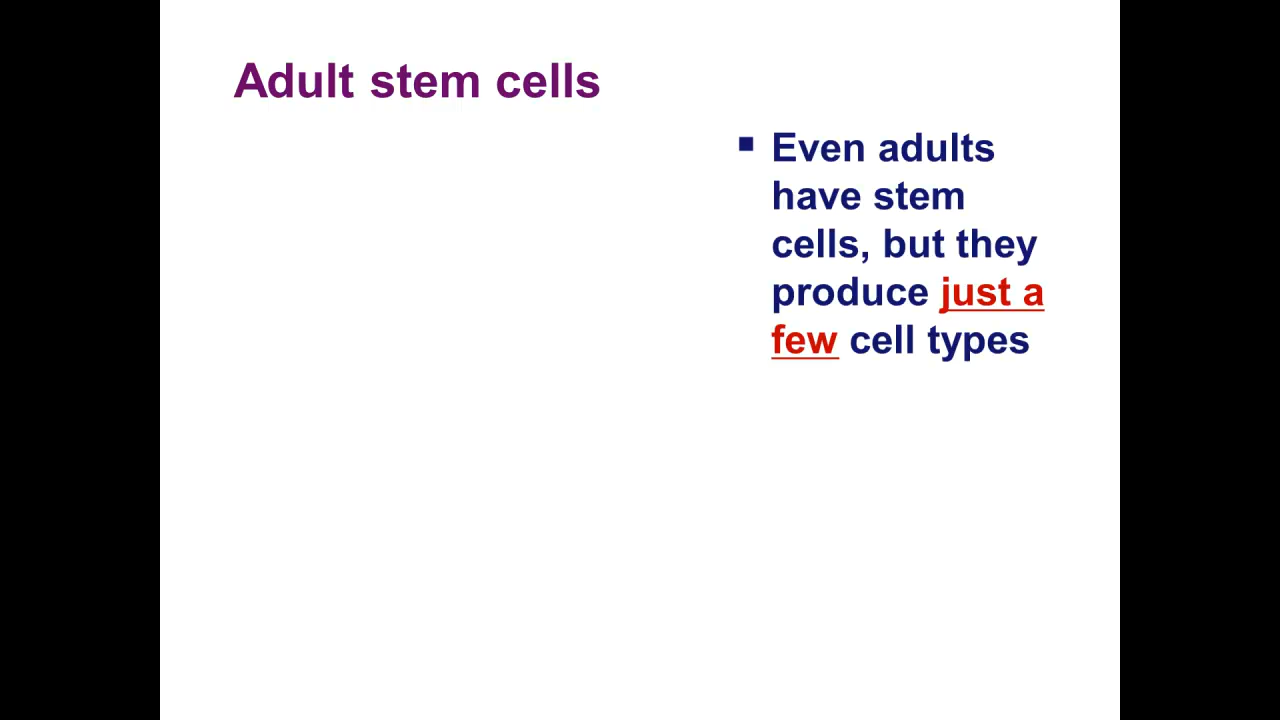 Adult stem cells
Even adults
have stem
cells, but they
produce just a
few cell types